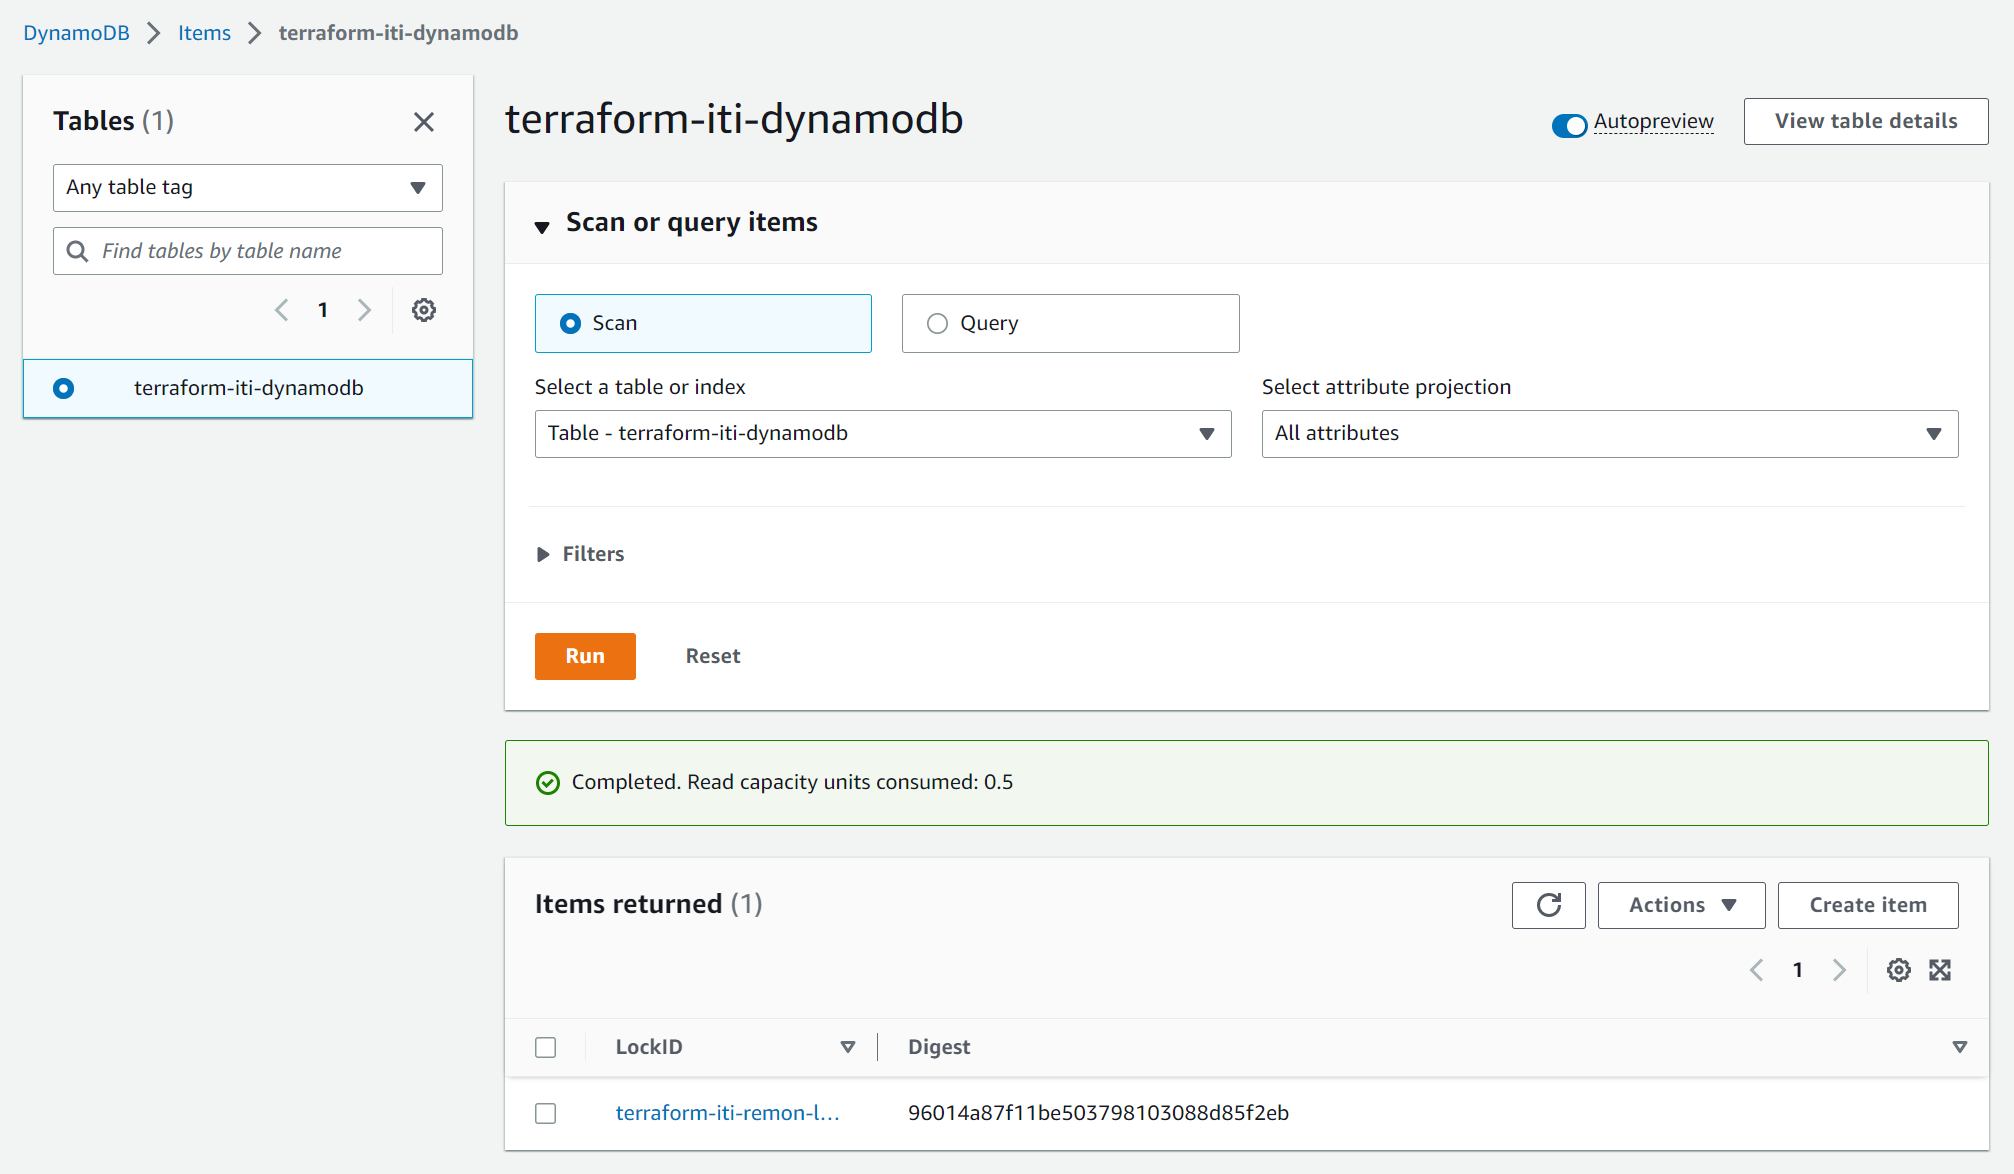 DynamoDB > Items > terraform-iti-dynamodb
Tables (1)
Any table tag
Find tables by table name
1
terraform-iti-dynamodb
terraform-iti-dynamodb
Autopreview
View table details
Scan or query items
Scan
Query
Select a table or index
Select attribute projection
Table - terraform-iti-dynamodb
All attributes
Filters
Run
Reset
Completed. Read capacity units consumed: 0.5
Items returned (1)
Actions
Create item
1
LockID
Digest
terraform-iti-remon-l...
96014a87f11be503798103088d85f2eb